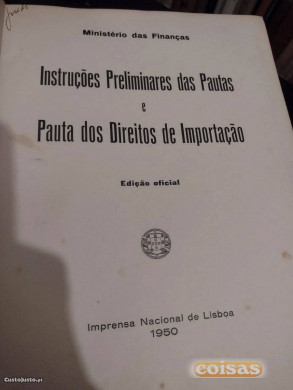 Ministério das Finanças
Instruções Preliminares das Pautas
e
Pauta dos Direitos de Importação
Edição oficial
Imprensa Nacional de Lisboa
1950
CustoJusto.pt
coisas